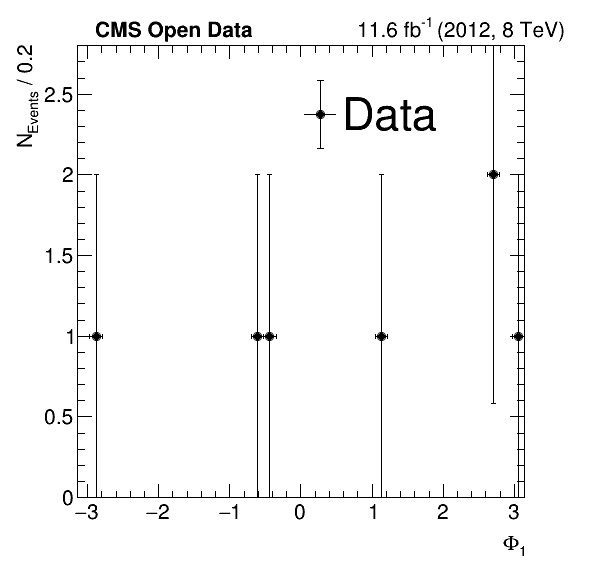 CMS Open Data 11.6 fb⁻¹ (2012, 8 TeV)
N_Events / 0.2
Data
2.5
2
1.5
1
0.5
0
−3 −2 −1 0 1 2 3
Φ₁